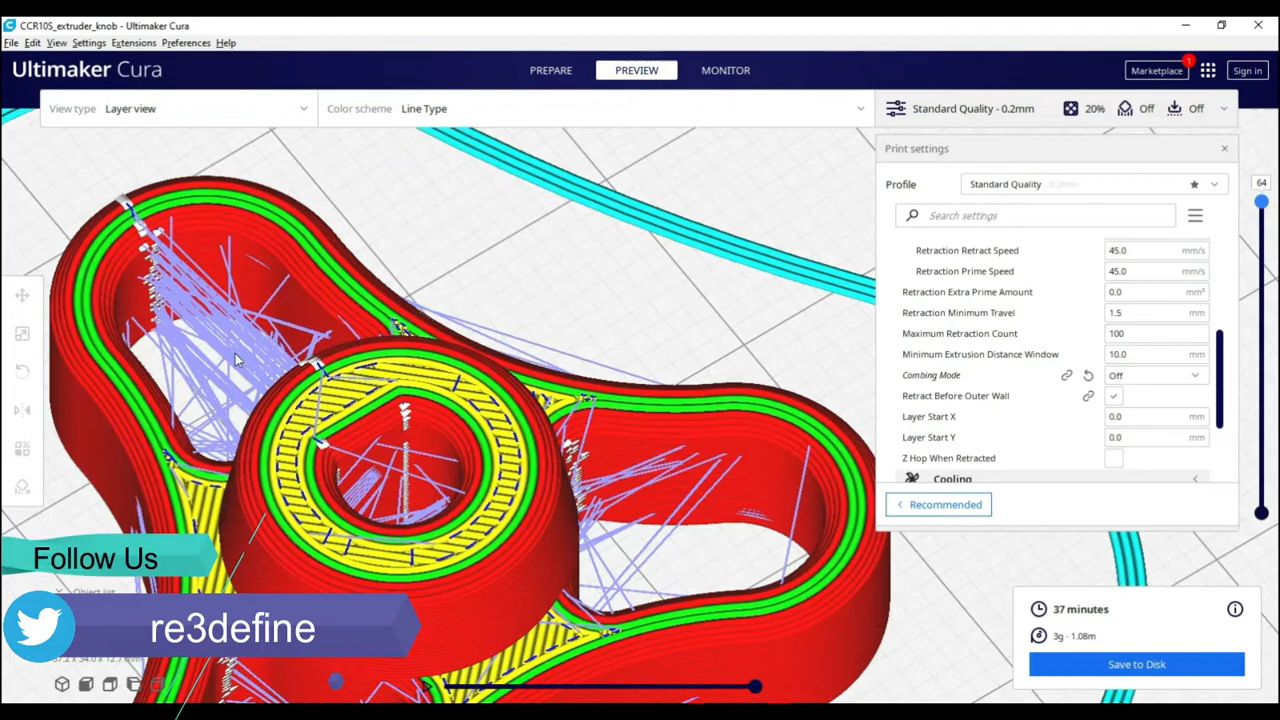 CCR10S_extruder_knob - Ultimaker Cura
File Edit View Settings Extensions Preferences Help
Ultimaker Cura
PREPARE PREVIEW MONITOR
Marketplace 1 Sign in
View type Layer view Color scheme Line Type
Standard Quality - 0.2mm 20% Off Off
Print settings
Profile Standard Quality - 0.2mm
Search settings
64
Retraction Retract Speed 45.0 mm/s
Retraction Prime Speed 45.0 mm/s
Retraction Extra Prime Amount 0.0 mm³
Retraction Minimum Travel 1.5 mm
Maximum Retraction Count 100
Minimum Extrusion Distance Window 10.0 mm
Combing Mode Off
Retract Before Outer Wall
Layer Start X 0.0 mm
Layer Start Y 0.0 mm
Z Hop When Retracted
Cooling
Recommended
Follow Us
Object list
re3define
37 minutes
3g · 1.08m
Save to Disk